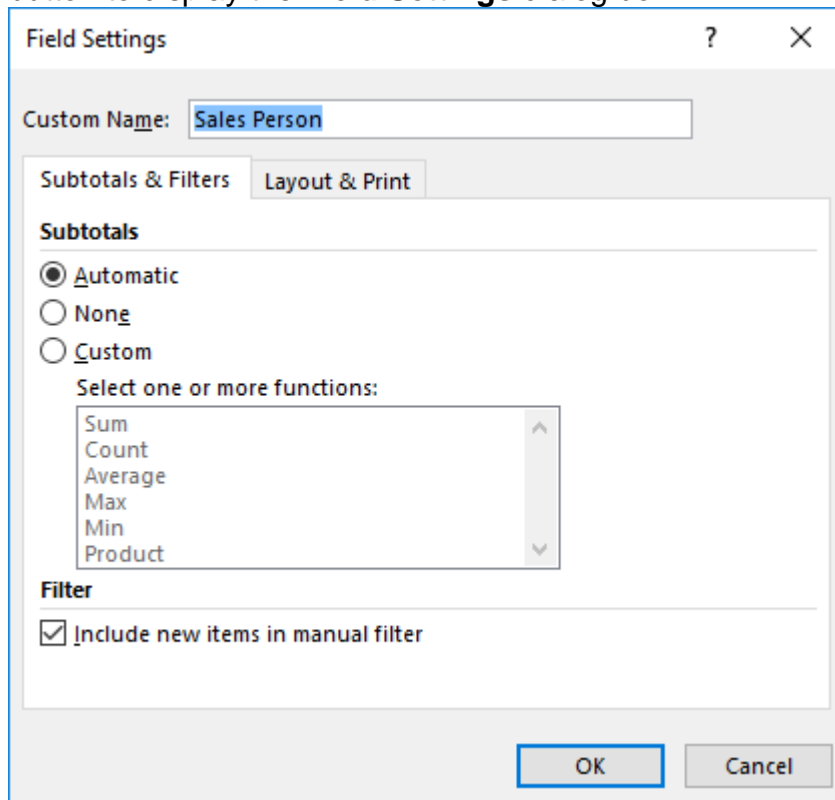 Field Settings ?
Custom Name: Sales Person
Subtotals & Filters Layout & Print
Subtotals
Automatic
None
Custom
Select one or more functions:
Sum
Count
Average
Max
Min
Product
Filter
Include new items in manual filter
OK Cancel